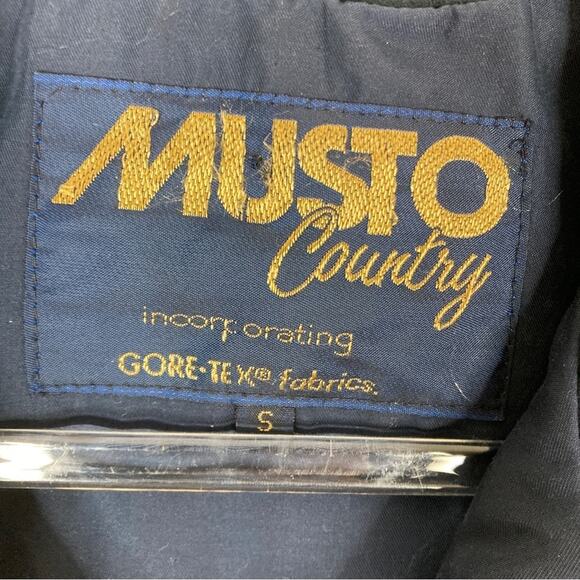 MUSTO
Country
incorporating
GORE-TEX® fabrics.
S